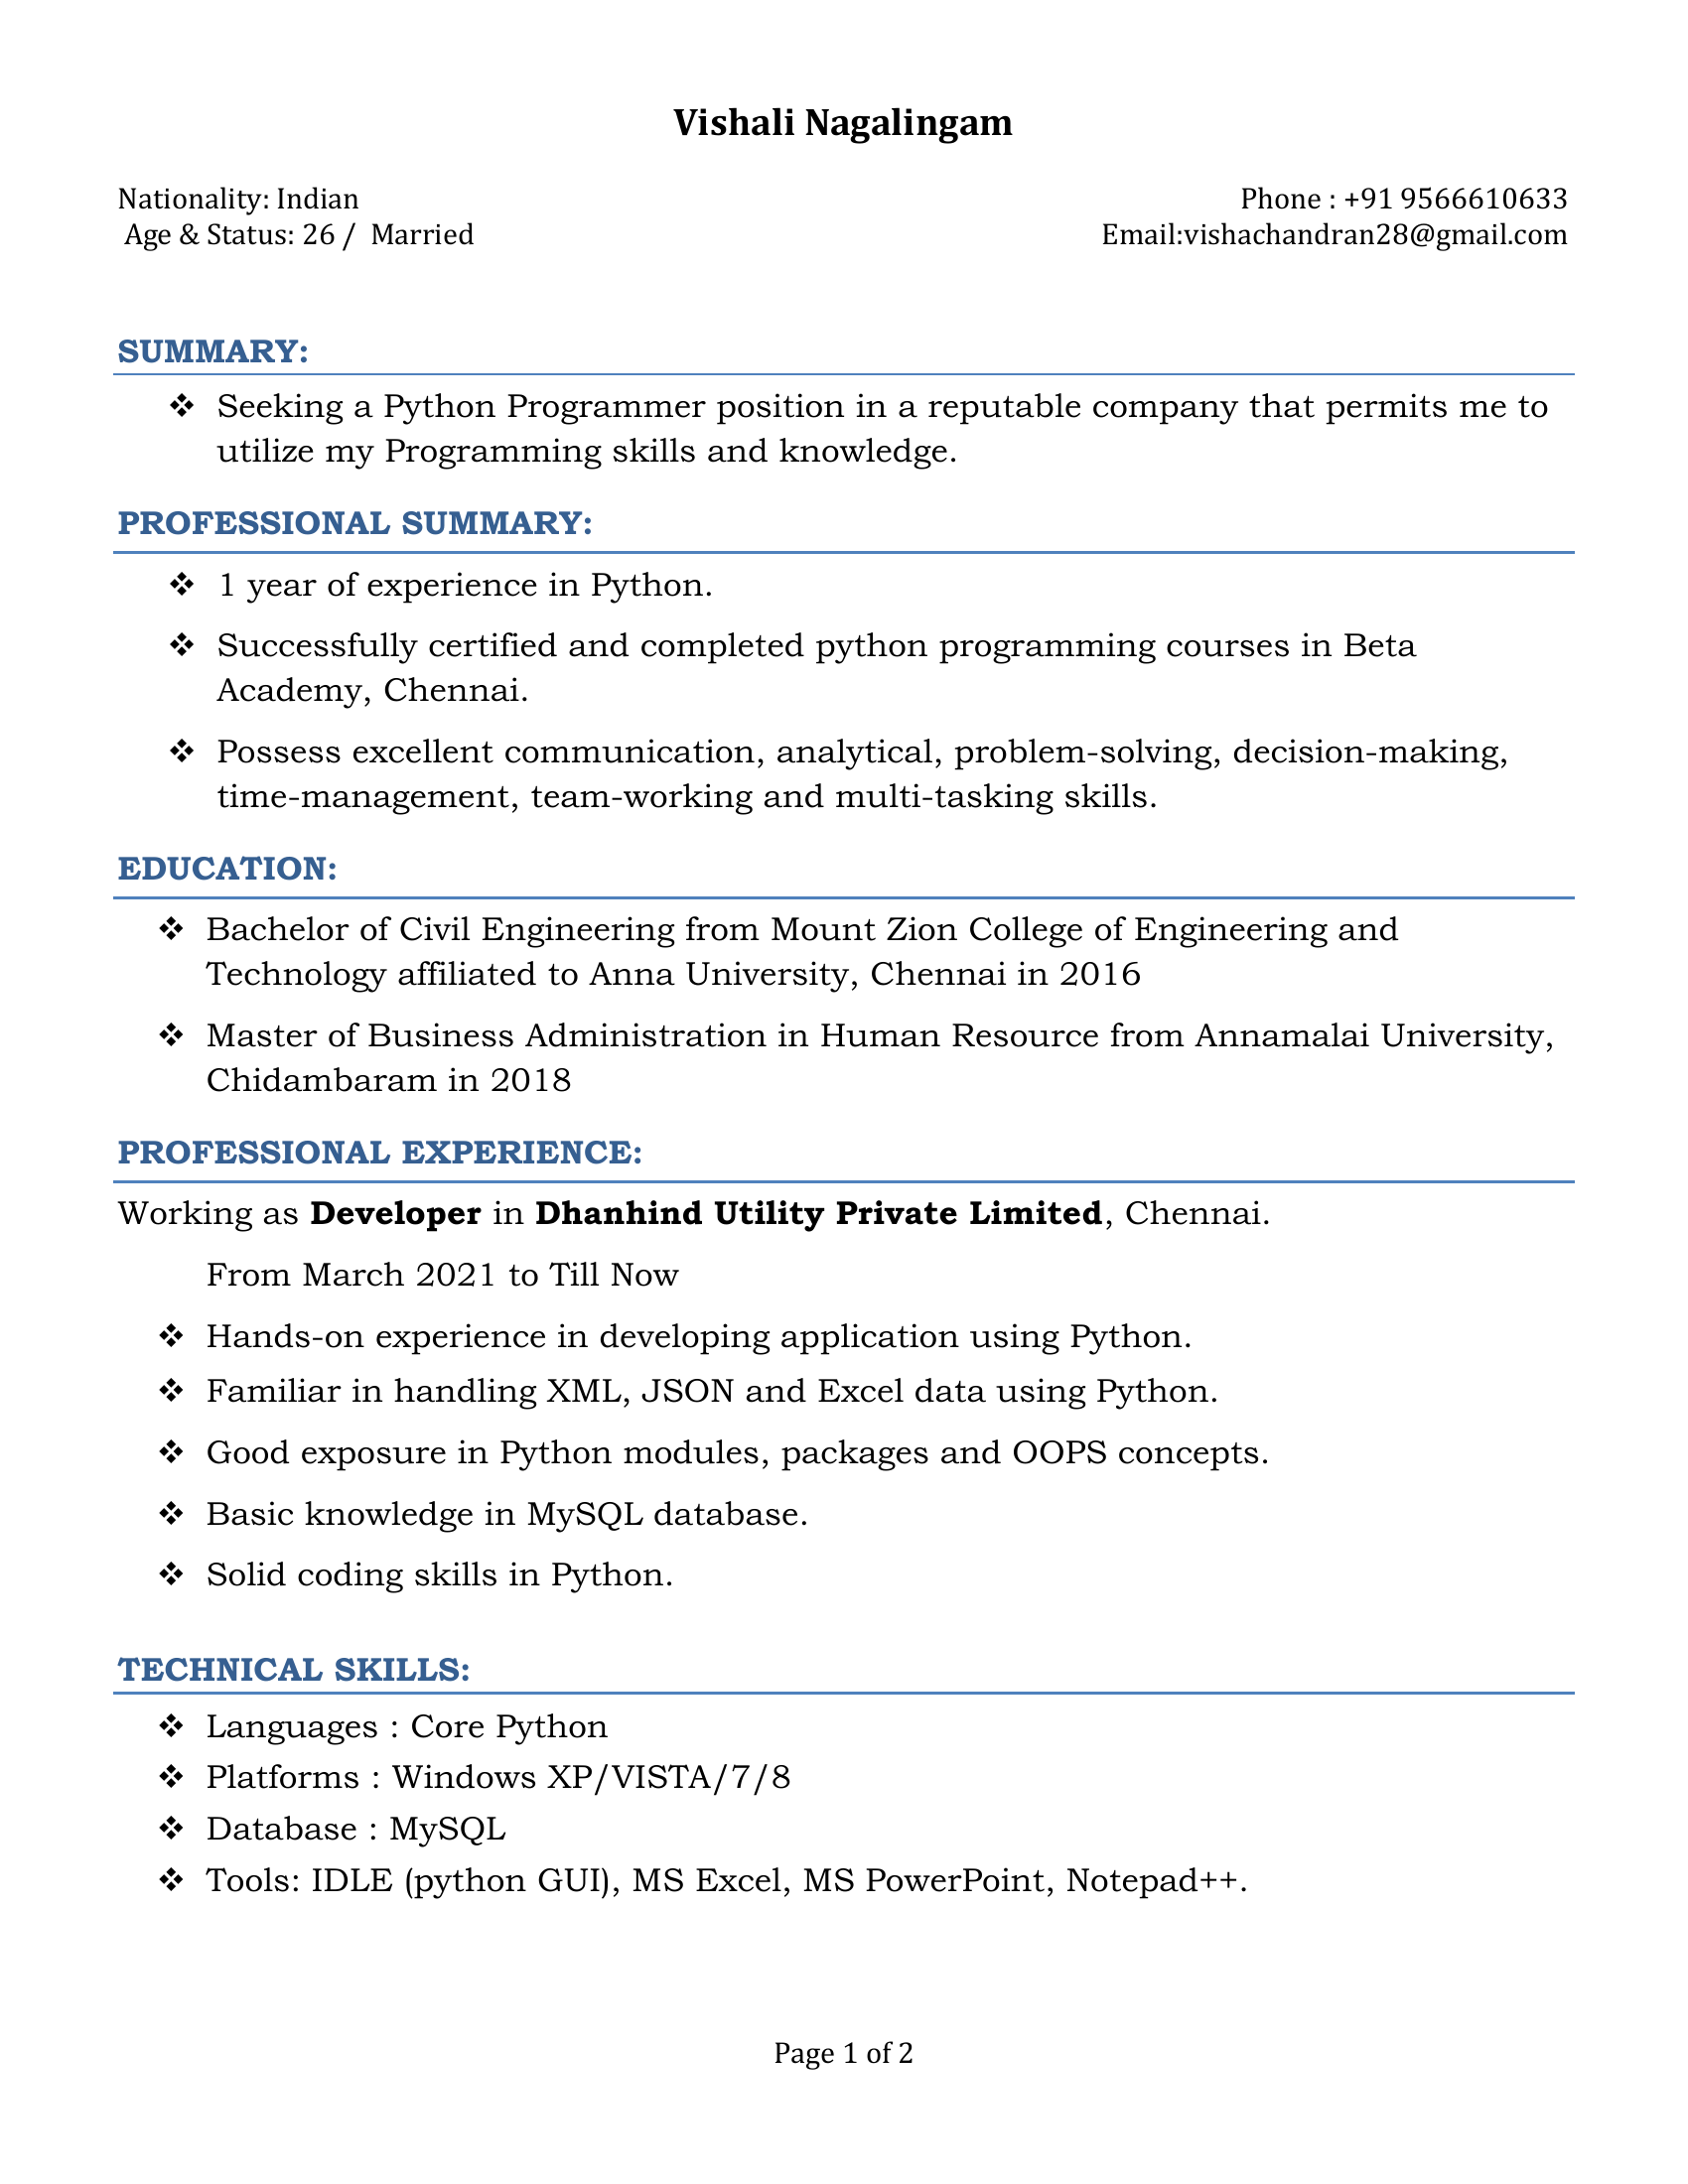 Vishali Nagalingam
Nationality: Indian Phone : +91 9566610633
Age & Status: 26 / Married Email:vishachandran28@gmail.com
SUMMARY:
❖ Seeking a Python Programmer position in a reputable company that permits me to
utilize my Programming skills and knowledge.
PROFESSIONAL SUMMARY:
❖ 1 year of experience in Python.
❖ Successfully certified and completed python programming courses in Beta
Academy, Chennai.
❖ Possess excellent communication, analytical, problem-solving, decision-making,
time-management, team-working and multi-tasking skills.
EDUCATION:
❖ Bachelor of Civil Engineering from Mount Zion College of Engineering and
Technology affiliated to Anna University, Chennai in 2016
❖ Master of Business Administration in Human Resource from Annamalai University,
Chidambaram in 2018
PROFESSIONAL EXPERIENCE:
Working as Developer in Dhanhind Utility Private Limited, Chennai.
From March 2021 to Till Now
❖ Hands-on experience in developing application using Python.
❖ Familiar in handling XML, JSON and Excel data using Python.
❖ Good exposure in Python modules, packages and OOPS concepts.
❖ Basic knowledge in MySQL database.
❖ Solid coding skills in Python.
TECHNICAL SKILLS:
❖ Languages : Core Python
❖ Platforms : Windows XP/VISTA/7/8
❖ Database : MySQL
❖ Tools: IDLE (python GUI), MS Excel, MS PowerPoint, Notepad++.
Page 1 of 2